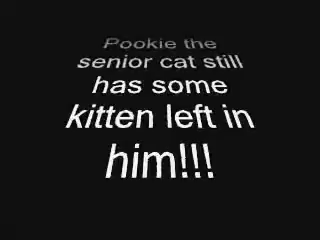 Pookie the
senior cat still
has some
kitten left in
him!!!